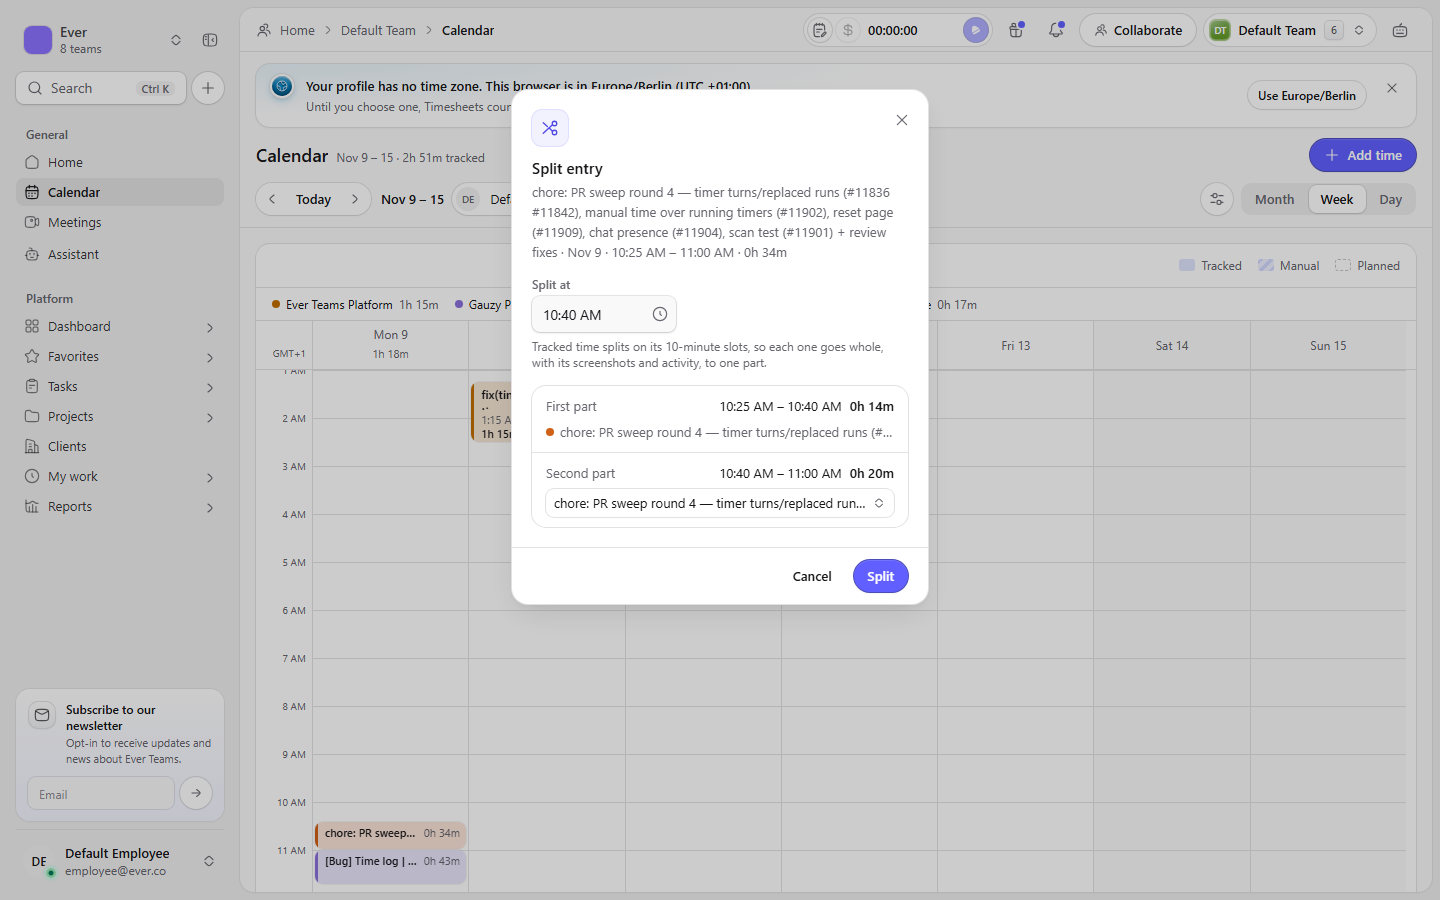 Ever
8 teams
Search
Ctrl K
General
Home
Calendar
Meetings
Assistant
Platform
Dashboard
Favorites
Tasks
Projects
Clients
My work
Reports
Subscribe to our
newsletter
Opt-in to receive updates and
news about Ever Teams.
Email
DE
Default Employee
employee@ever.co
Home
Default Team
Calendar
$
00:00:00
Collaborate
DT
Default Team
6
Your profile has no time zone. This browser is in Europe/Berlin (UTC +01:00)
Until you choose one, Timesheets
Use Europe/Berlin
Calendar
Nov 9 – 15 · 2h 51m tracked
Add time
Today
Nov 9 – 15
DE
Month
Week
Day
Tracked
Manual
Planned
Ever Teams Platform 1h 15m
Gauzy
0h 17m
GMT+1
Mon 9
1h 18m
Fri 13
Sat 14
Sun 15
1 AM
2 AM
3 AM
4 AM
5 AM
6 AM
7 AM
8 AM
9 AM
10 AM
11 AM
1:15
chore: PR sweep... 0h 34m
[Bug] Time log | ... 0h 43m
Split entry
chore: PR sweep round 4 — timer turns/replaced runs (#11836
#11842), manual time over running timers (#11902), reset page
(#11909), chat presence (#11904), scan test (#11901) + review
fixes · Nov 9 · 10:25 AM – 11:00 AM · 0h 34m
Split at
10:40 AM
Tracked time splits on its 10-minute slots, so each one goes whole,
with its screenshots and activity, to one part.
First part
10:25 AM – 10:40 AM 0h 14m
chore: PR sweep round 4 — timer turns/replaced runs (#...
Second part
10:40 AM – 11:00 AM 0h 20m
chore: PR sweep round 4 — timer turns/replaced run...
Cancel
Split